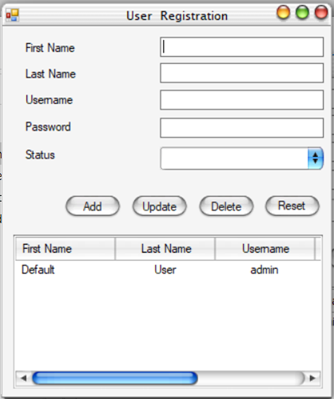 User Registration
First Name
Last Name
Username
Password
Status
Add Update Delete Reset
First Name Last Name Username
Default User admin